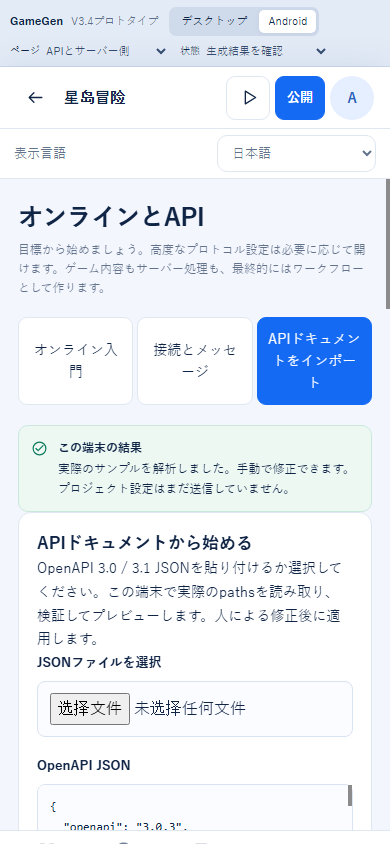 GameGen V3.4プロトタイプ デスクトップ Android
ページ APIとサーバー側 状態 生成結果を確認
星岛冒险 公開 A
表示言語 日本語
オンラインとAPI
目標から始めましょう。高度なプロトコル設定は必要に応じて開
けます。ゲーム内容もサーバー処理も、最終的にはワークフロー
として作ります。
オンライン入
門
接続とメッセ
ージ
APIドキュメン
トをインポー
ト
この端末の結果
実際のサンプルを解析しました。手動で修正できます。
プロジェクト設定はまだ送信していません。
APIドキュメントから始める
OpenAPI 3.0 / 3.1 JSONを貼り付けるか選択して
ください。この端末で実際のpathsを読み取り、
検証してプレビューします。人による修正後に適
用します。
JSONファイルを選択
选择文件 未选择任何文件
OpenAPI JSON
{
"openapi": "3.0.3",